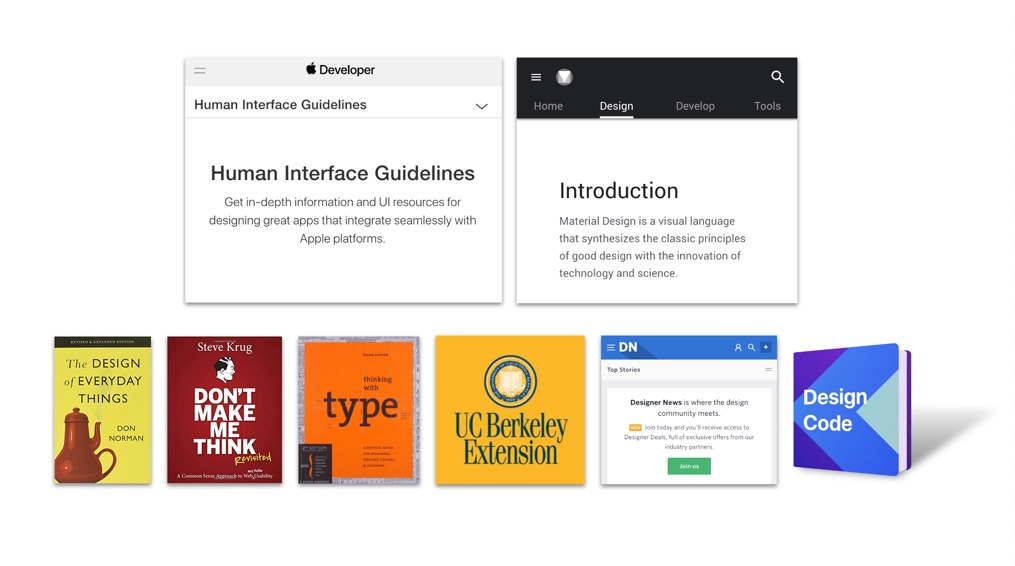 Developer
Human Interface Guidelines
Human Interface Guidelines
Get in-depth information and UI resources for
designing great apps that integrate seamlessly with
Apple platforms.
Home Design Develop Tools
Introduction
Material Design is a visual language
that synthesizes the classic principles
of good design with the innovation of
technology and science.
REVISED & EXPANDED EDITION
The DESIGN
of EVERYDAY
THINGS
DON
NORMAN
Steve Krug
DON'T
MAKE
ME
THINK
Revisited
A Common Sense Approach to Web Usability
and Mobile
thinking
with
type
UC Berkeley
Extension
DN
Top Stories
Designer News is where the design
community meets.
NEW Join today and you'll receive access to
Designer Deals, full of exclusive offers from our
industry partners.
Join us
Design
Code